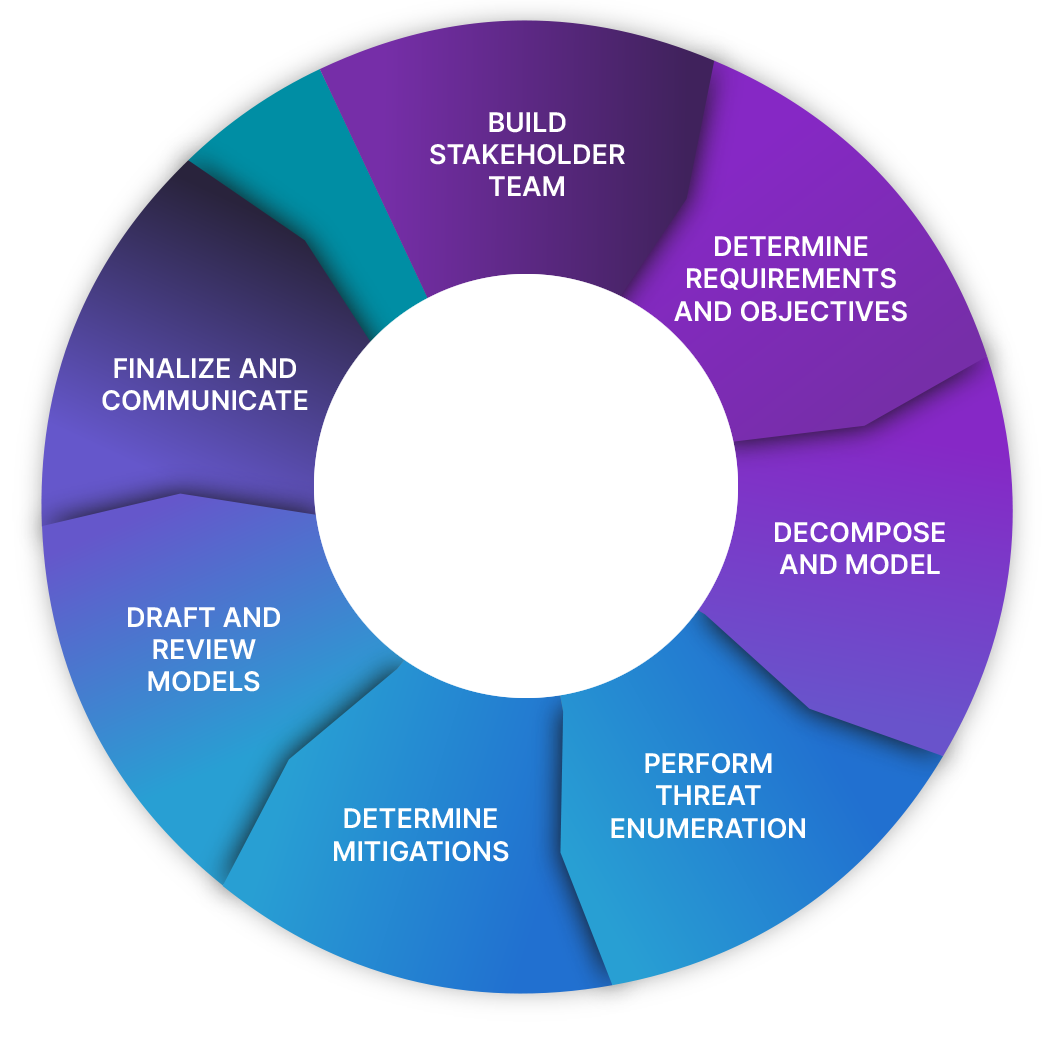 BUILD
STAKEHOLDER
TEAM
DETERMINE
REQUIREMENTS
AND OBJECTIVES
DECOMPOSE
AND MODEL
PERFORM
THREAT
ENUMERATION
DETERMINE
MITIGATIONS
DRAFT AND
REVIEW
MODELS
FINALIZE AND
COMMUNICATE